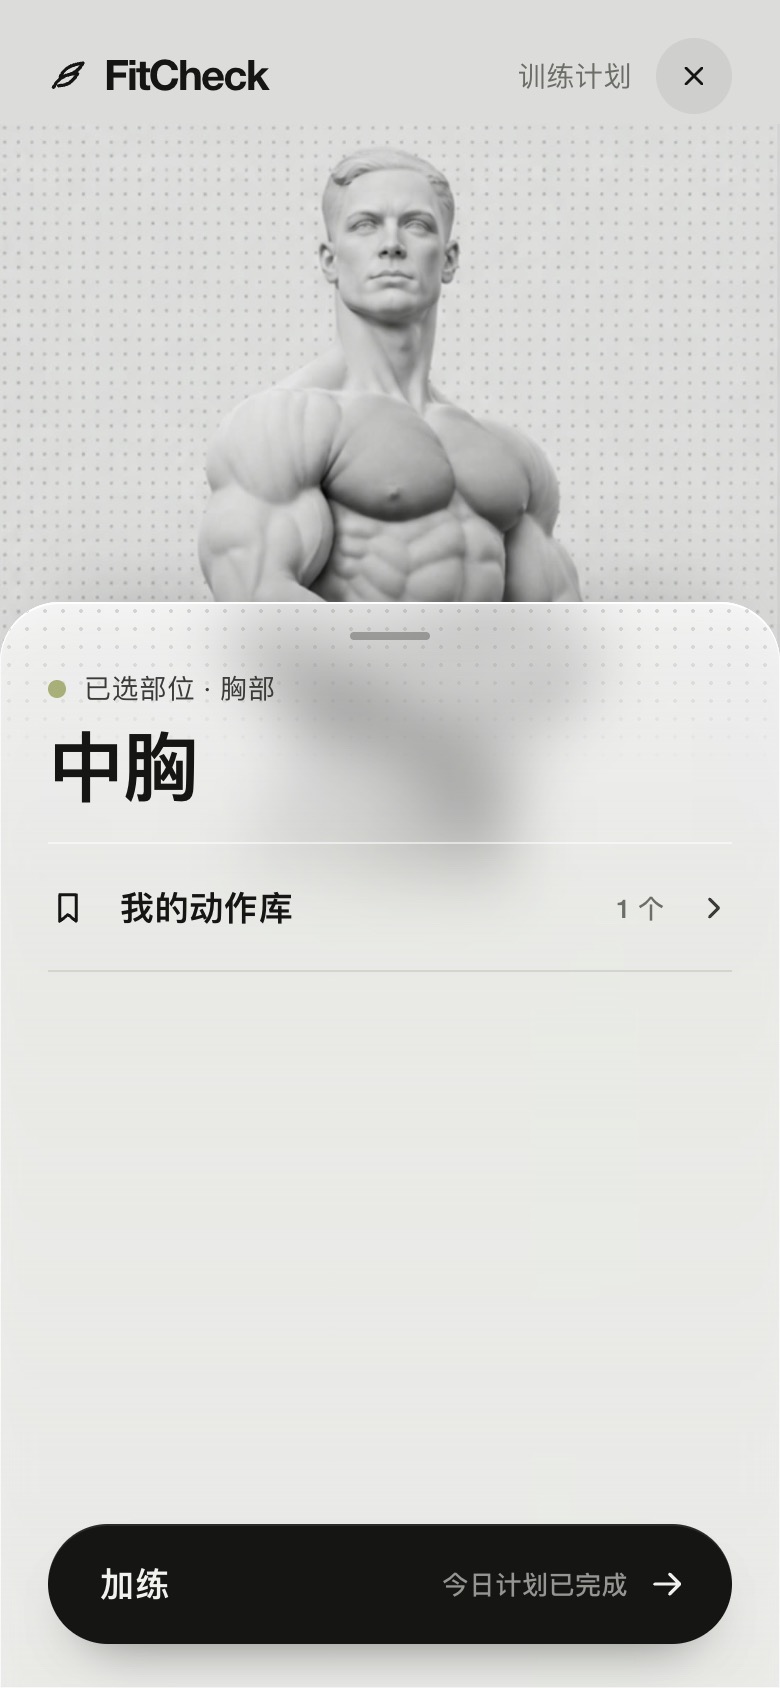 FitCheck
训练计划
已选部位 · 胸部
中胸
我的动作库
1 个
加练
今日计划已完成